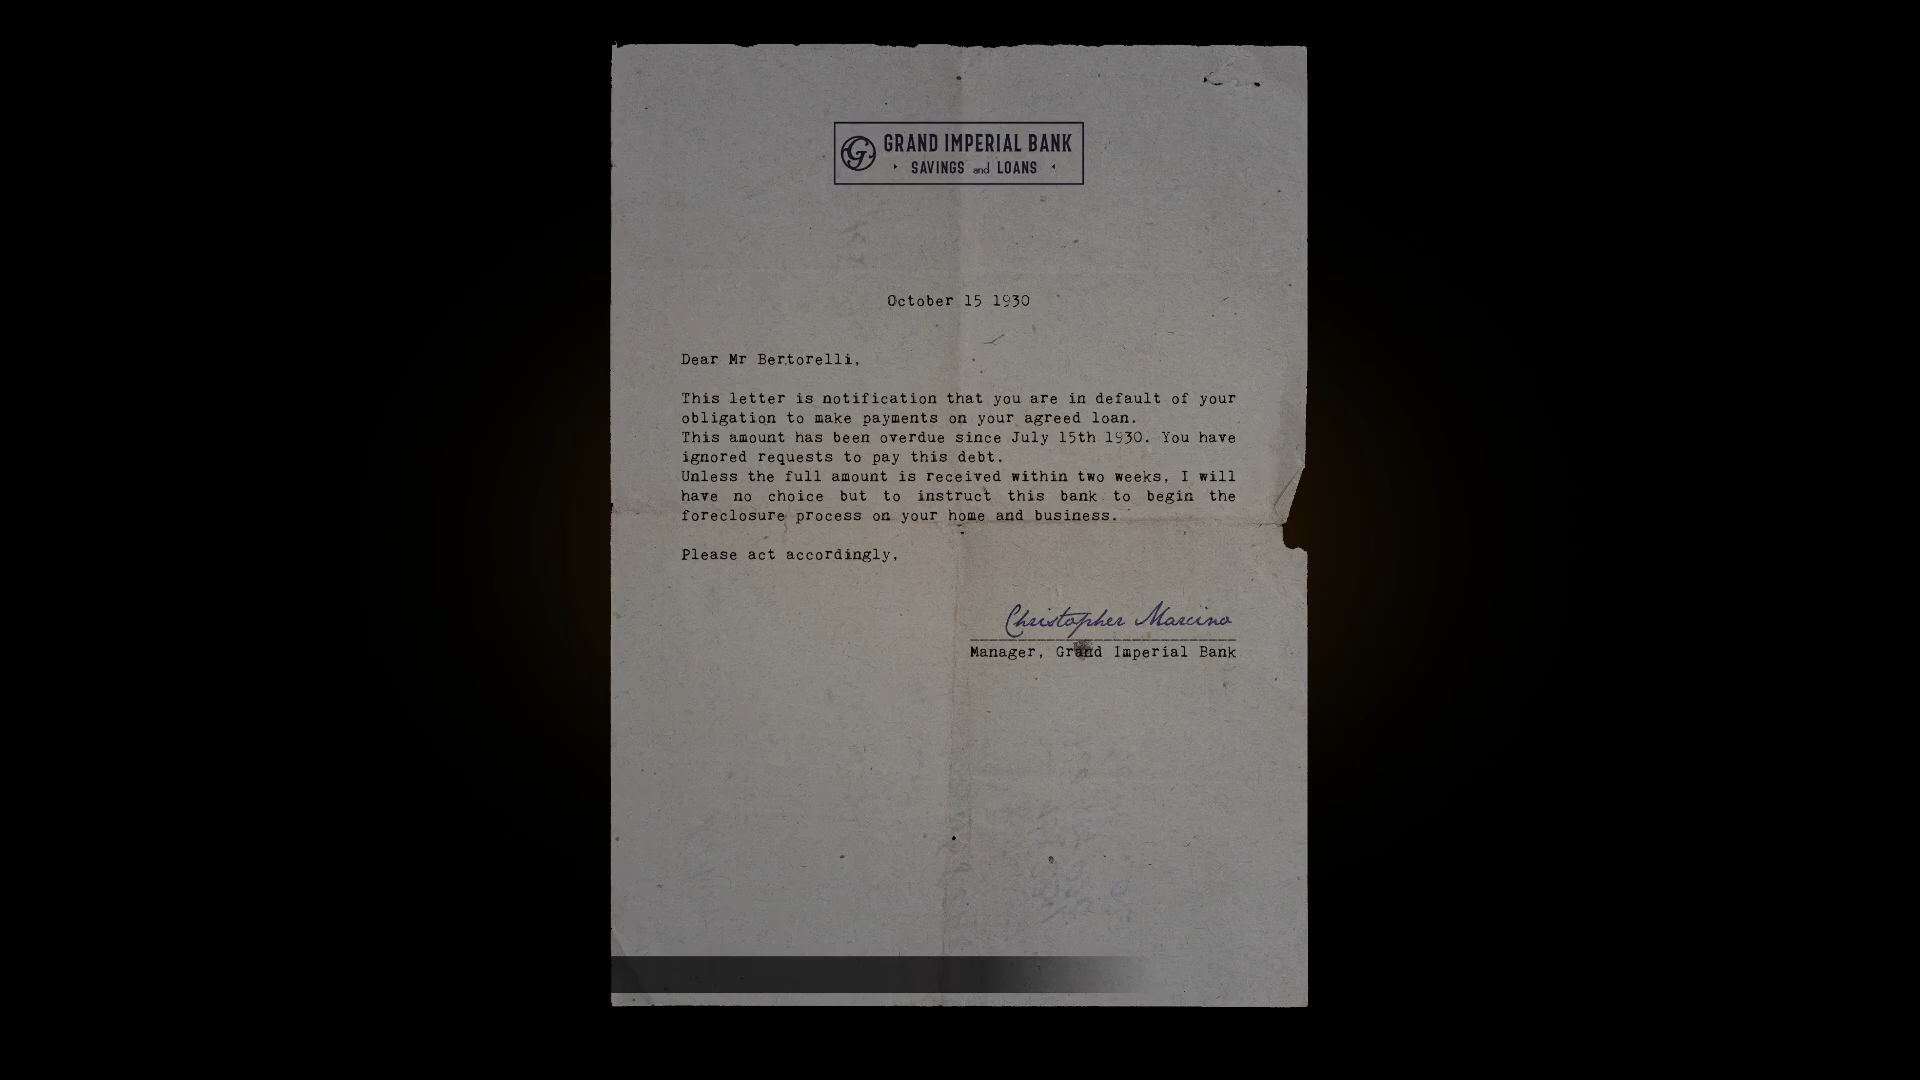 GRAND IMPERIAL BANK
SAVINGS and LOANS
October 15 1930
Dear Mr Bertorelli,
This letter is notification that you are in default of your
obligation to make payments on your agreed loan.
This amount has been overdue since July 15th 1930. You have
ignored requests to pay this debt.
Unless the full amount is received within two weeks, I will
have no choice but to instruct this bank to begin the
foreclosure process on your home and business.
Please act accordingly,
Christopher Marcino
Manager, Grand Imperial Bank